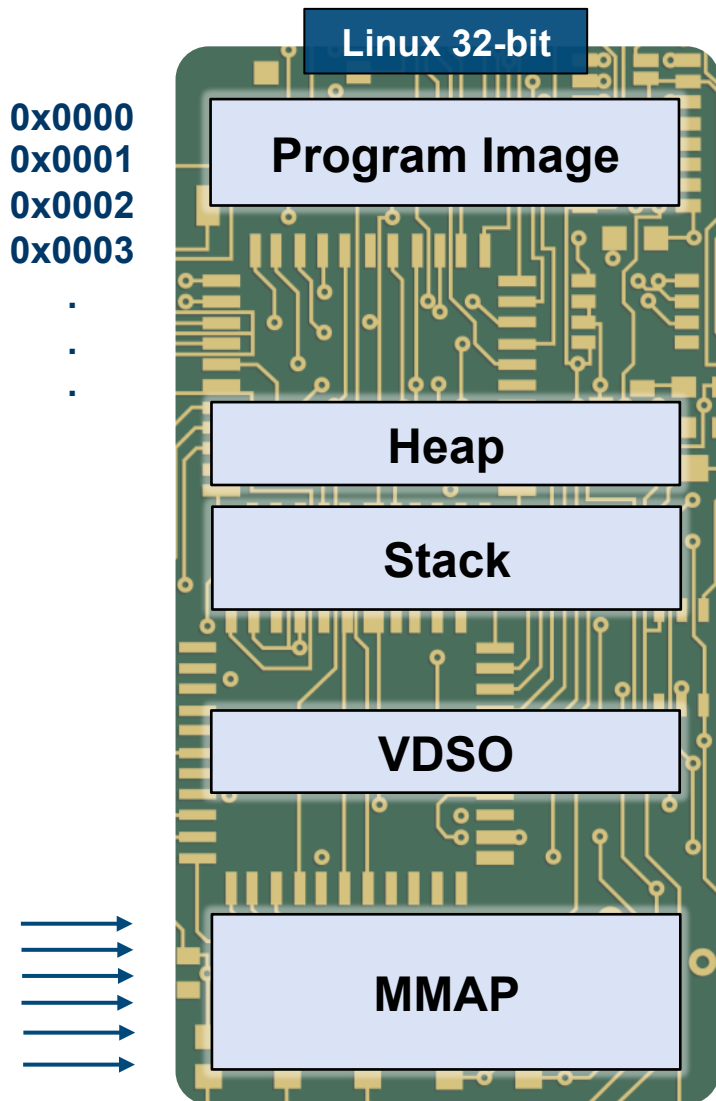 Linux 32-bit
0x0000
Program Image
0x0001
0x0002
0x0003
.
.
.
Heap
Stack
VDSO
MMAP